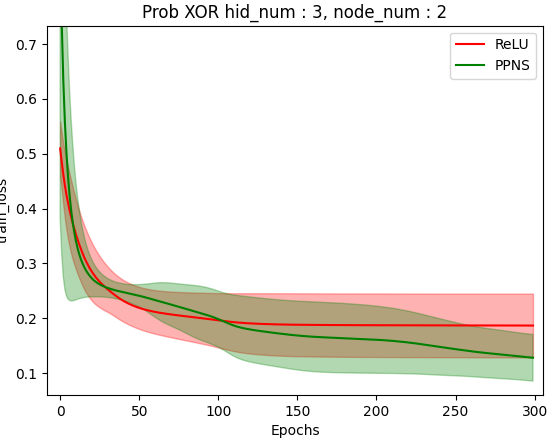 Prob XOR hid_num : 3, node_num : 2
ReLU
PPNS
0.7
0.6
0.5
0.4
0.3
0.2
0.1
train_loss
0 50 100 150 200 250 300
Epochs